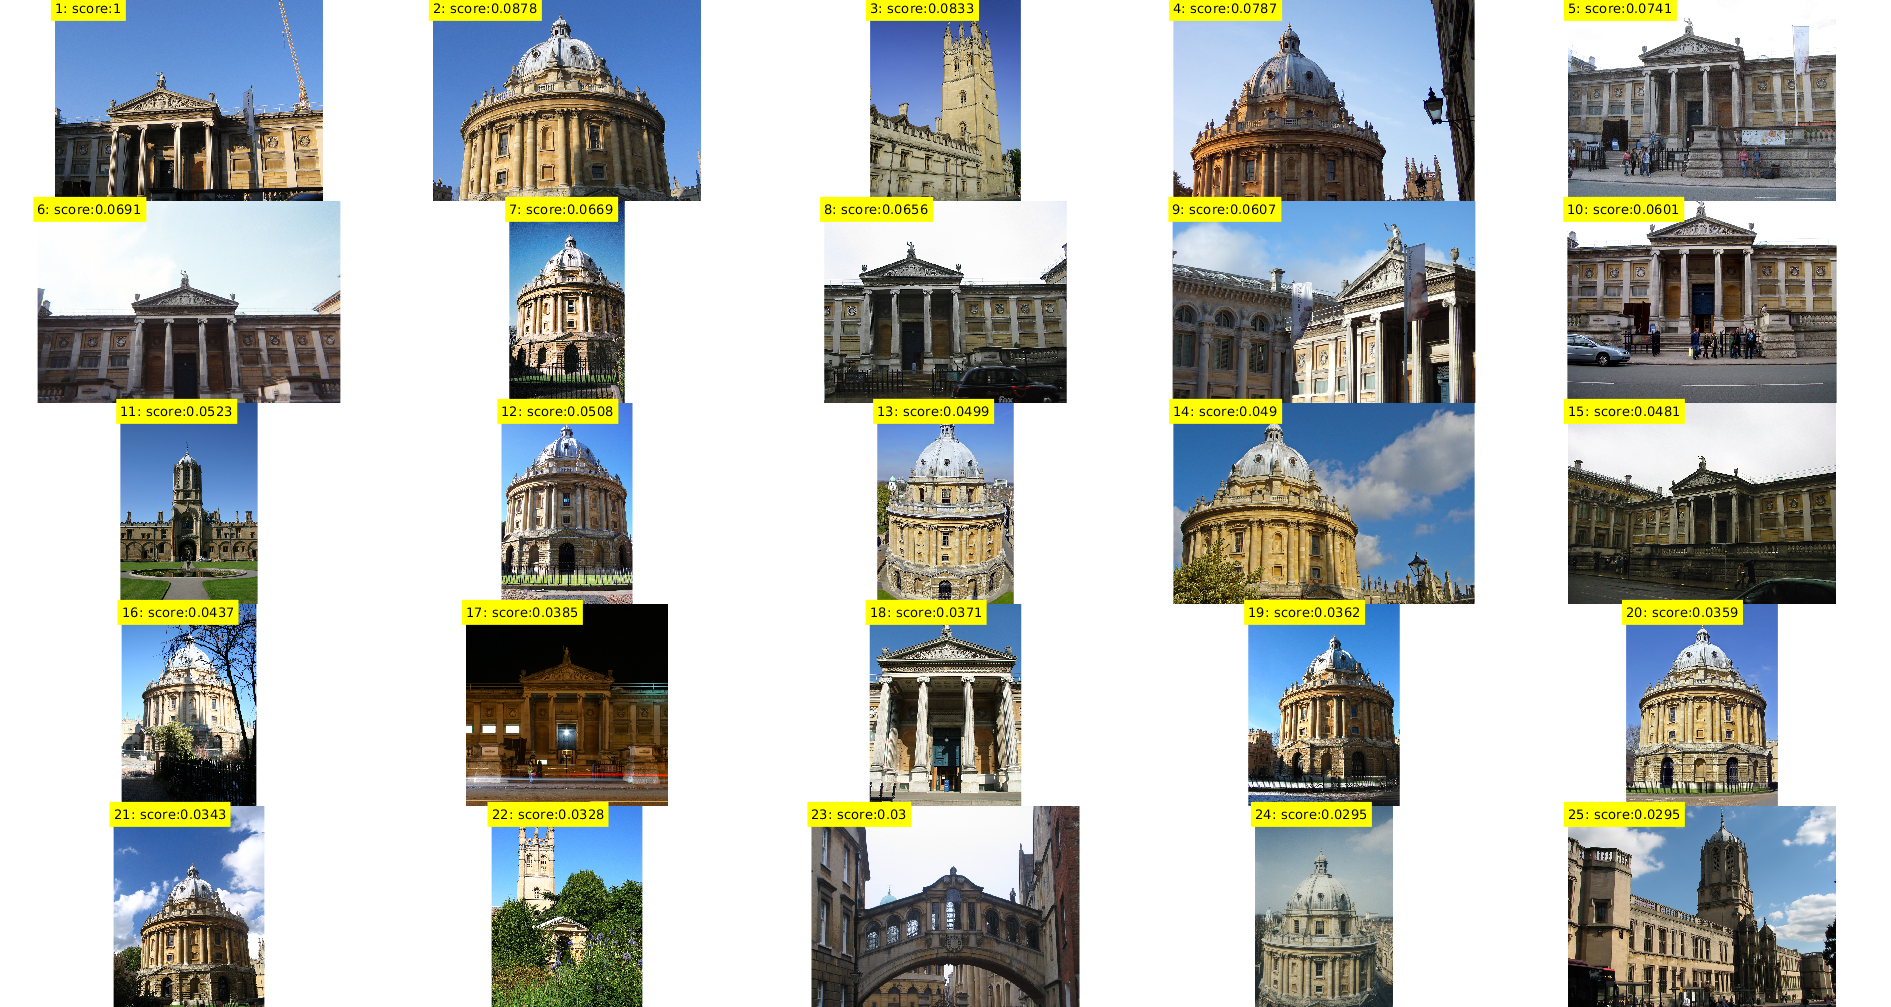 1: score:1
2: score:0.0878
3: score:0.0833
4: score:0.0787
5: score:0.0741
6: score:0.0691
7: score:0.0669
8: score:0.0656
9: score:0.0607
10: score:0.0601
fox
11: score:0.0523
12: score:0.0508
13: score:0.0499
14: score:0.049
15: score:0.0481
16: score:0.0437
17: score:0.0385
18: score:0.0371
19: score:0.0362
20: score:0.0359
21: score:0.0343
22: score:0.0328
23: score:0.03
24: score:0.0295
25: score:0.0295